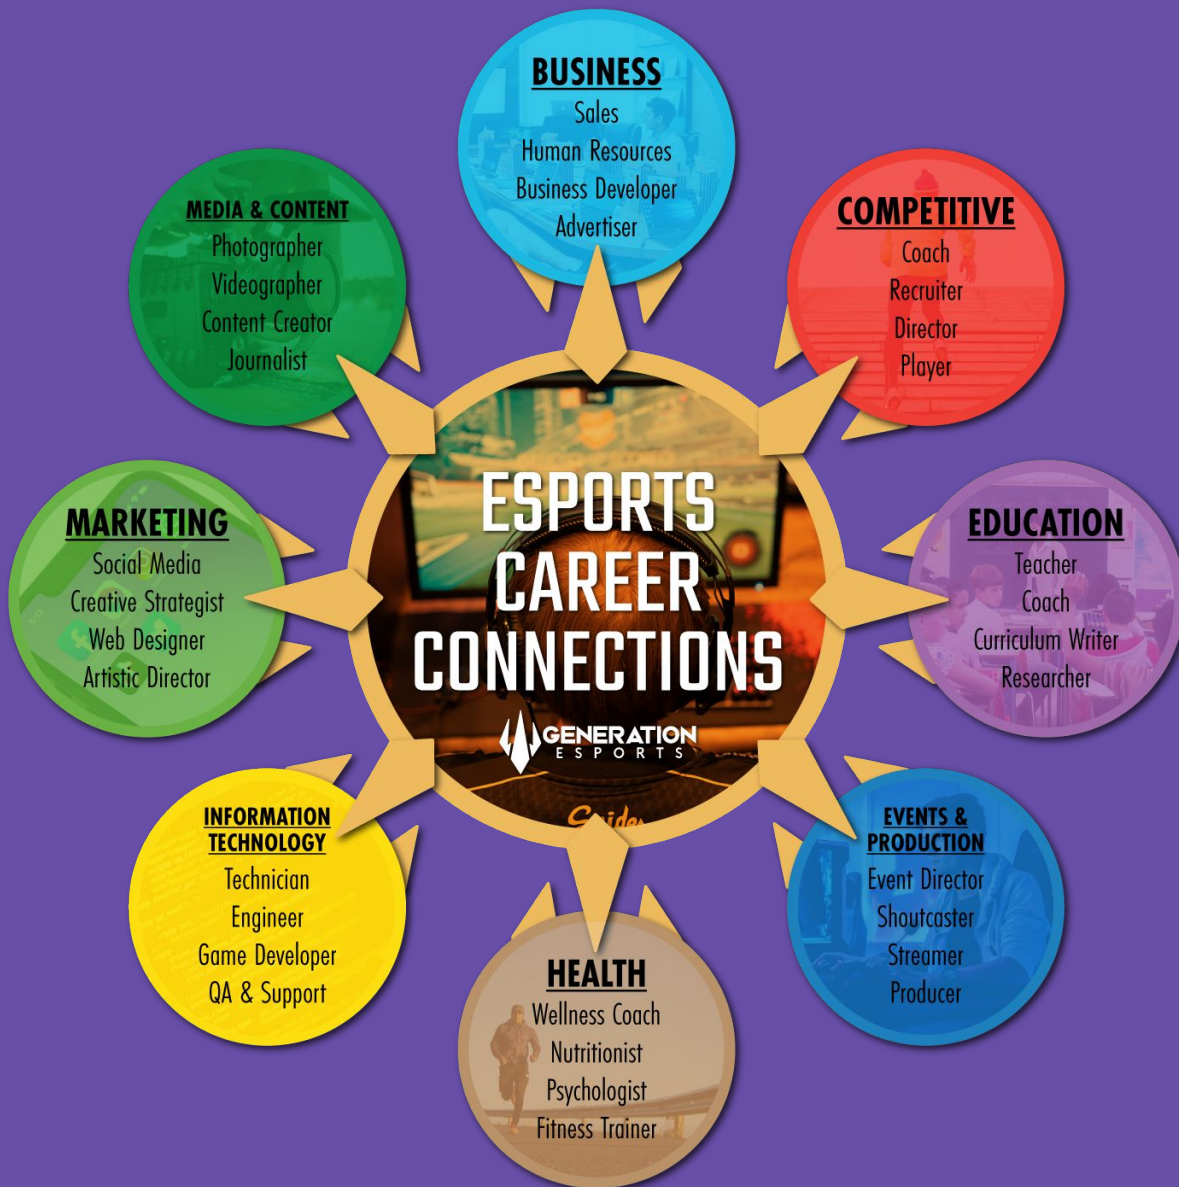 BUSINESS
Sales
Human Resources
Business Developer
Advertiser
COMPETITIVE
Coach
Recruiter
Director
Player
EDUCATION
Teacher
Coach
Curriculum Writer
Researcher
EVENTS &
PRODUCTION
Event Director
Shoutcaster
Streamer
Producer
HEALTH
Wellness Coach
Nutritionist
Psychologist
Fitness Trainer
INFORMATION
TECHNOLOGY
Technician
Engineer
Game Developer
QA & Support
MARKETING
Social Media
Creative Strategist
Web Designer
Artistic Director
MEDIA & CONTENT
Photographer
Videographer
Content Creator
Journalist
ESPORTS
CAREER
CONNECTIONS
GENERATION
ESPORTS